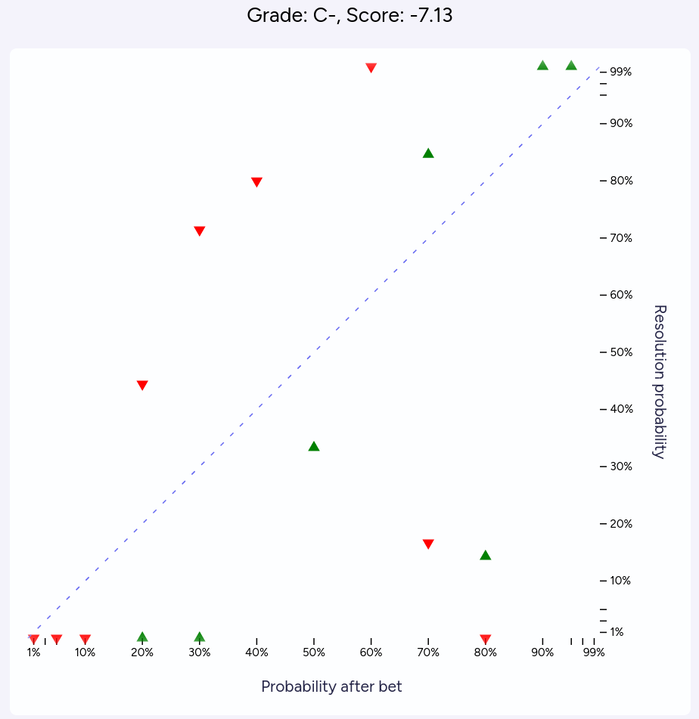 Grade: C-, Score: -7.13
99%
90%
80%
70%
60%
50%
40%
30%
20%
10%
1%
Resolution probability
1% 10% 20% 30% 40% 50% 60% 70% 80% 90% 99%
Probability after bet